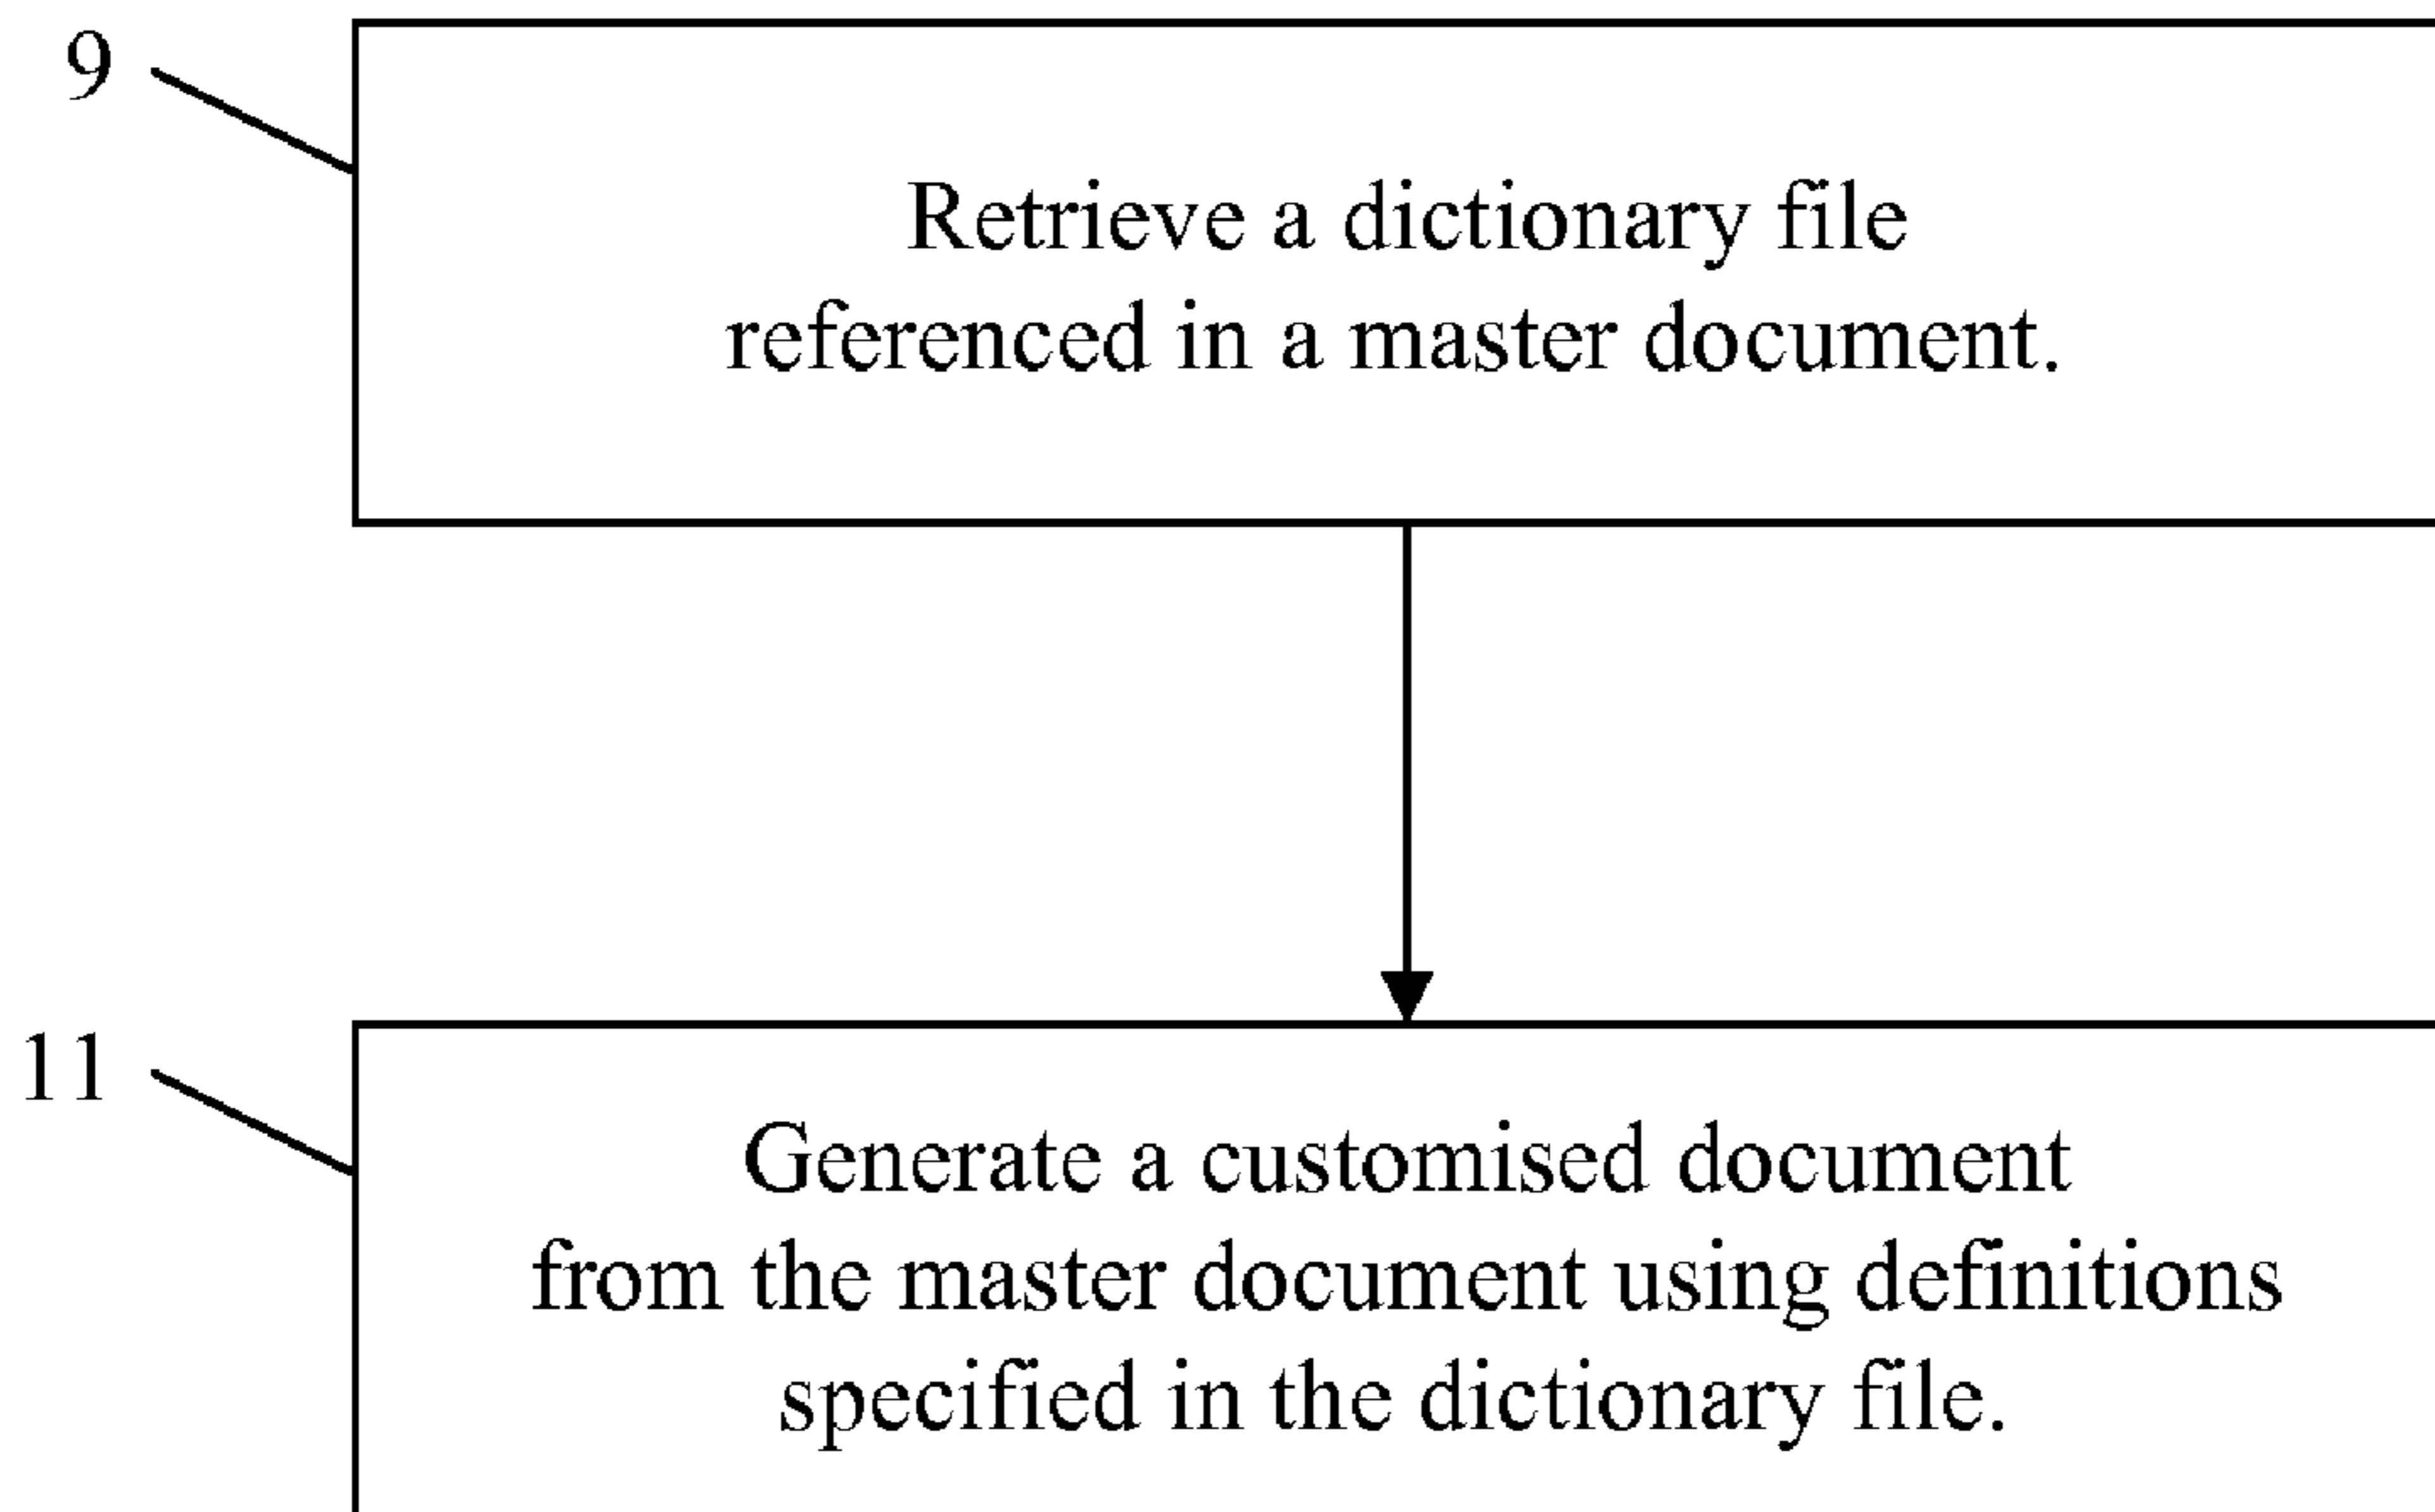 9
Retrieve a dictionary file
referenced in a master document.
11
Generate a customised document
from the master document using definitions
specified in the dictionary file.